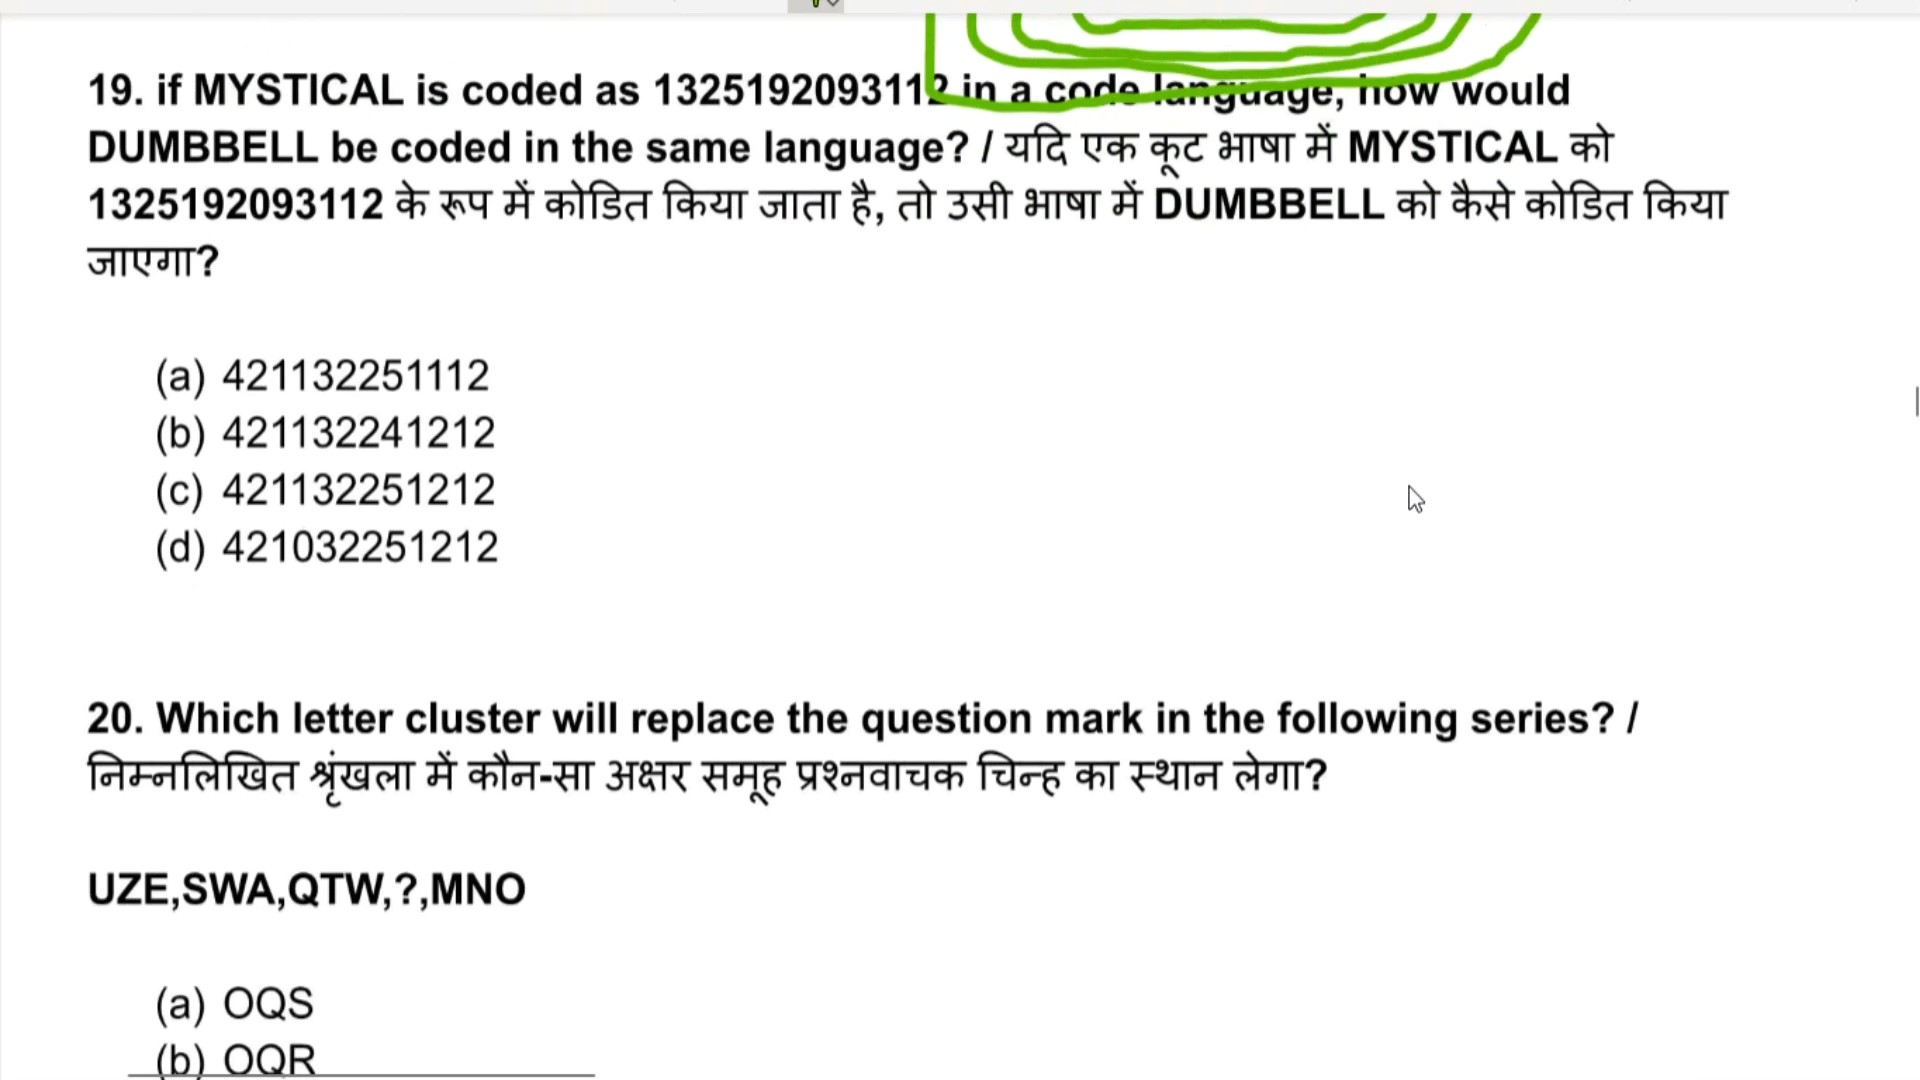 19. if MYSTICAL is coded as 1325192093112 in a code language, how would
DUMBBELL be coded in the same language? / यदि एक कूट भाषा में MYSTICAL को
1325192093112 के रूप में कोडित किया जाता है, तो उसी भाषा में DUMBBELL को कैसे कोडित किया
जाएगा?
(a) 421132251112
(b) 421132241212
(c) 421132251212
(d) 421032251212
20. Which letter cluster will replace the question mark in the following series? /
निम्नलिखित श्रृंखला में कौन-सा अक्षर समूह प्रश्नवाचक चिन्ह का स्थान लेगा?
UZE,SWA,QTW,?,MNO
(a) OQS
(b) OQR